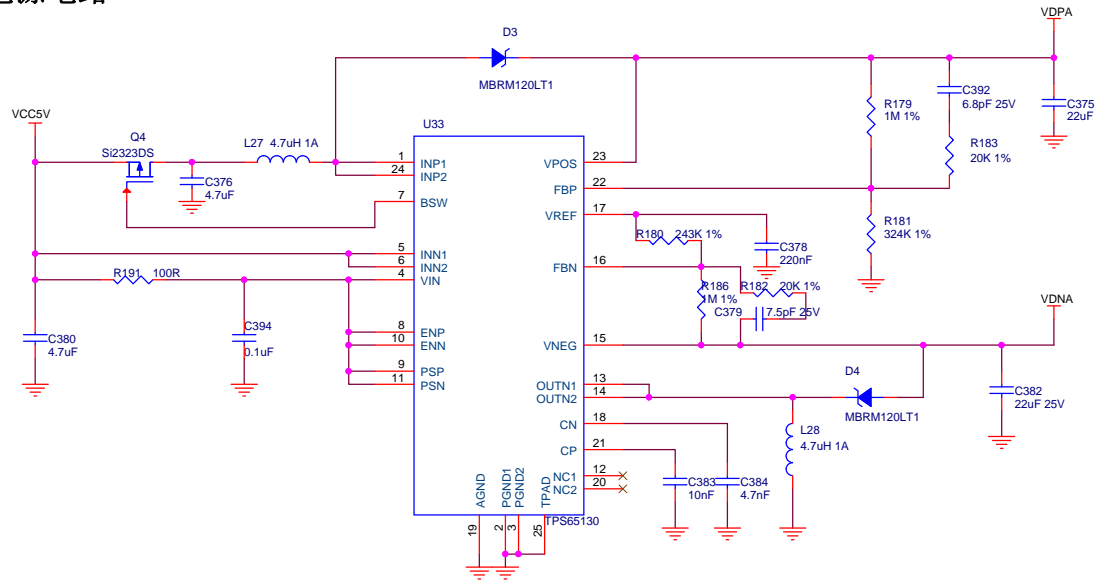 VDPA
D3
MBRM120LT1
VCC5V
Q4
Si2323DS
L27 4.7uH 1A
C376
4.7uF
U33
R179
1M 1%
C392
6.8pF 25V
C375
22uF
R183
20K 1%
R181
324K 1%
1 INP1
24 INP2
7 BSW
5 INN1
6 INN2
4 VIN
8 ENP
10 ENN
9 PSP
11 PSN
VPOS 23
FBP 22
VREF 17
FBN 16
VNEG 15
OUTN1 13
OUTN2 14
CN 18
CP 21
NC1 12
NC2 20
AGND 19
PGND1 2
PGND2 3
TPAD 25
TPS65130
R191 100R
C380
4.7uF
C394
0.1uF
R180 243K 1%
C378
220nF
R186
1M 1%
R182 20K 1%
C379 7.5pF 25V
VDNA
D4
MBRM120LT1
C382
22uF 25V
L28
4.7uH 1A
C383
10nF
C384
4.7nF